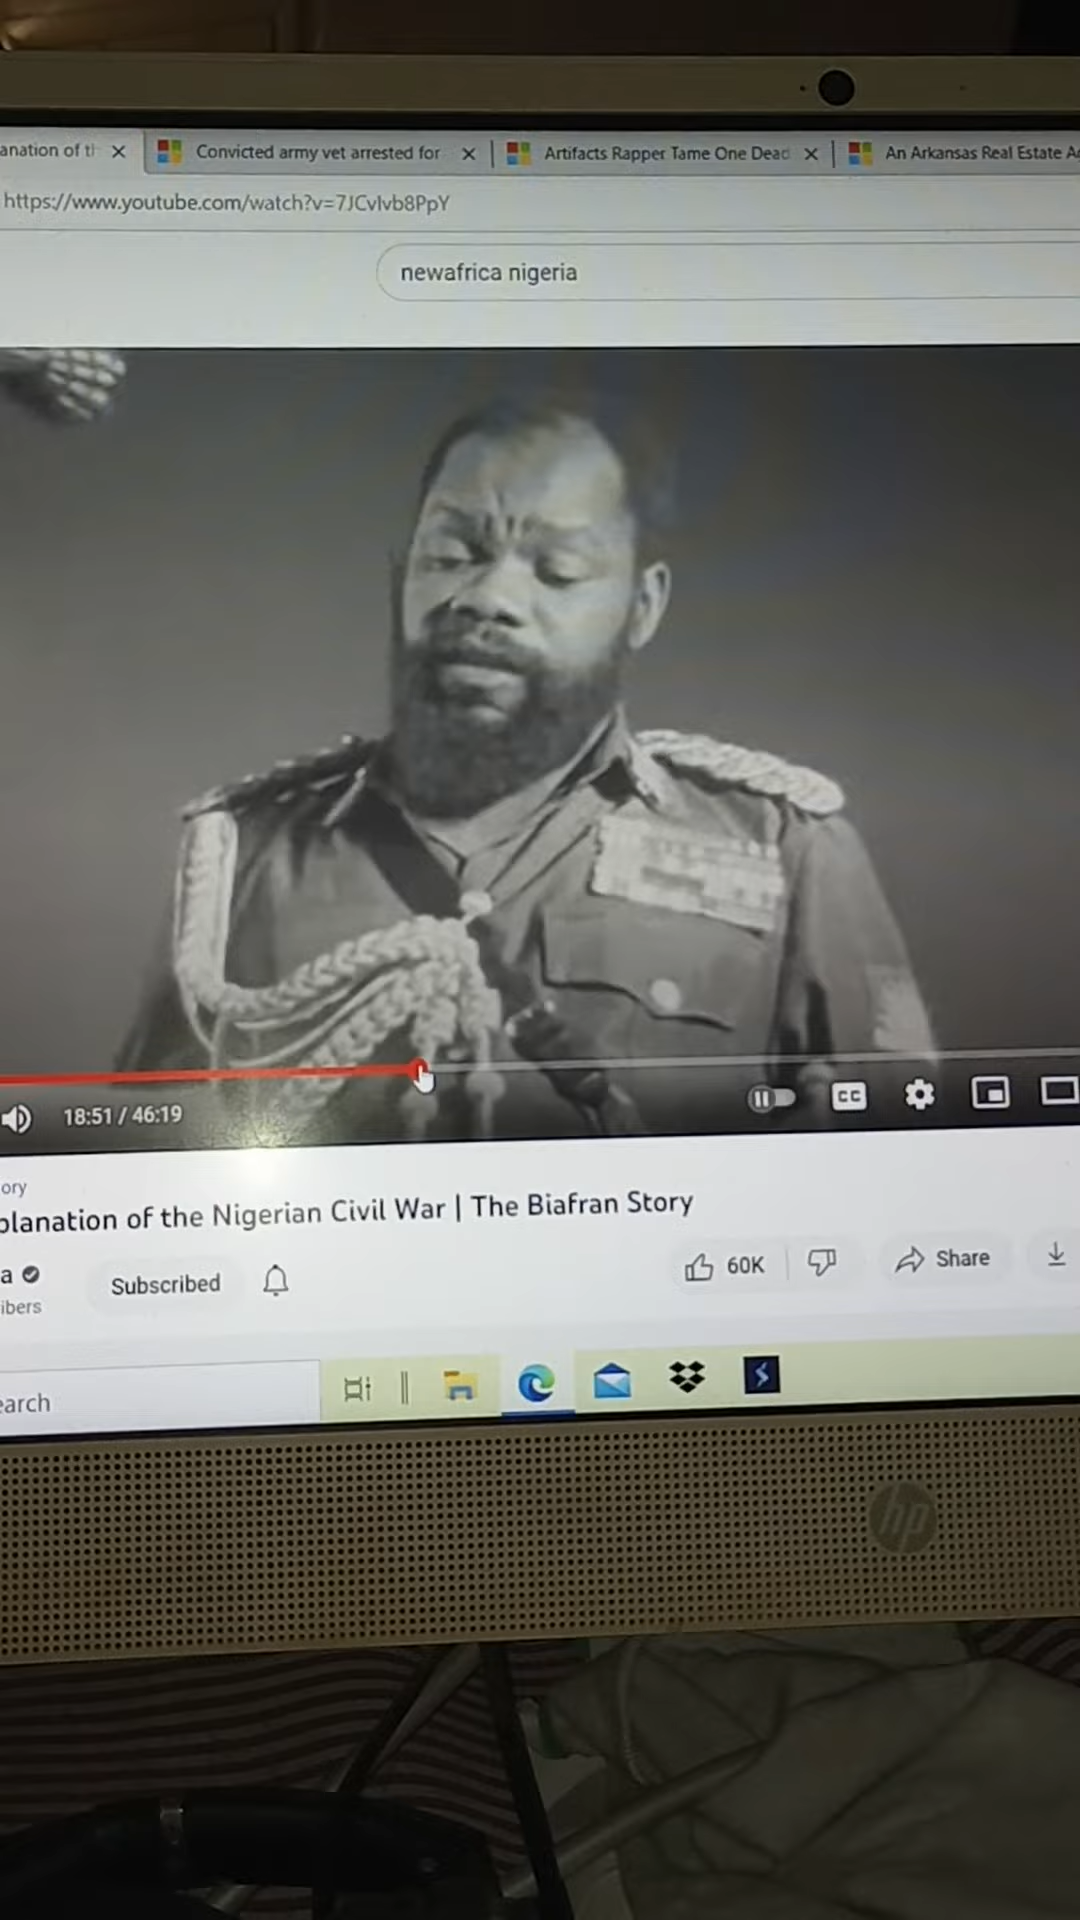 anation of th
Convicted army vet arrested for
Artifacts Rapper Tame One Dead
An Arkansas Real Estate A
https://www.youtube.com/watch?v=7JCvlvb8PpY
newafrica nigeria
18:51 / 46:19
CC
ory
planation of the Nigerian Civil War | The Biafran Story
a
Subscribed
60K
Share
ibers
earch
hp